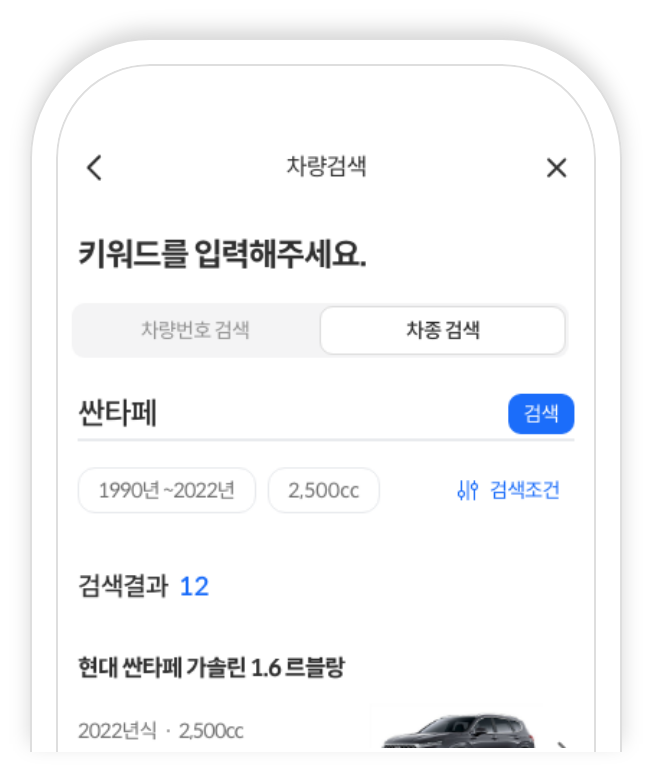 차량검색
키워드를 입력해주세요.
차량번호 검색 차종 검색
싼타페 검색
1990년 ~2022년 2,500cc 검색조건
검색결과 12
현대 싼타페 가솔린 1.6 르블랑
2022년식 · 2,500cc